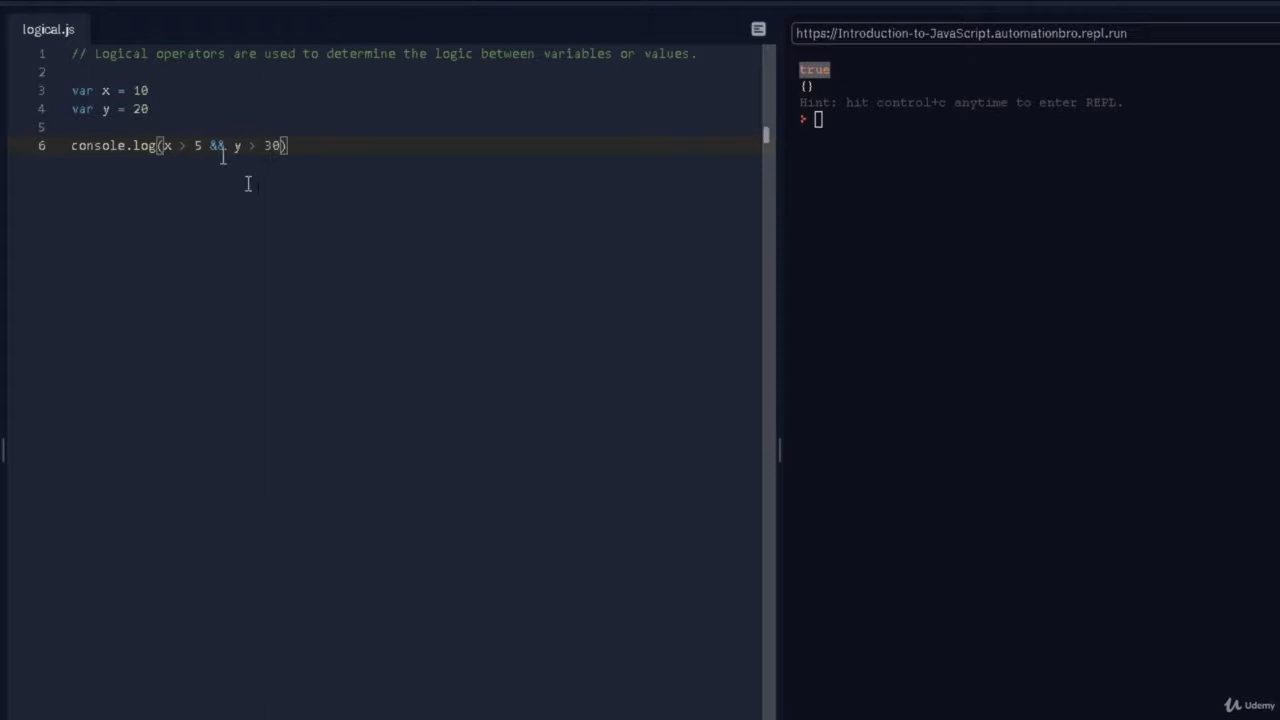 logical.js
1 // Logical operators are used to determine the logic between variables or values.
2
3 var x = 10
4 var y = 20
5
6 console.log(x > 5 && y > 30)
https://Introduction-to-JavaScript.automationbro.repl.run
true
{}
Hint: hit control+c anytime to enter REPL.
>
Udemy